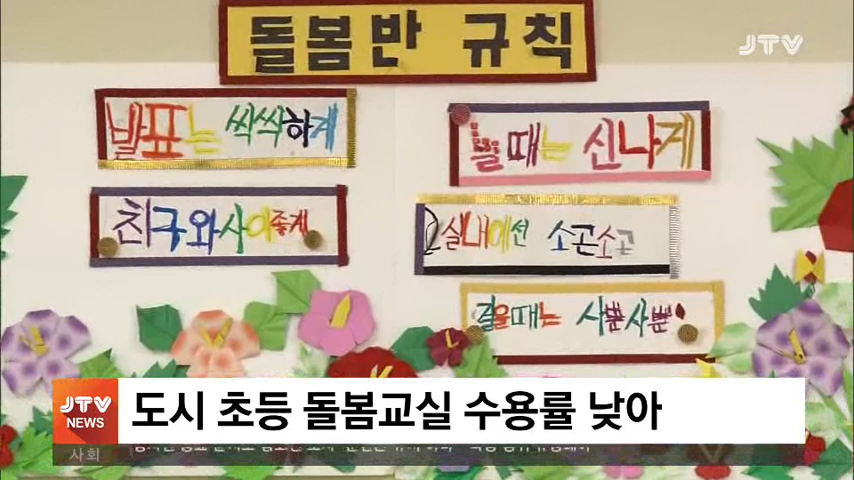 돌봄반 규칙
JTV
발표는 씩씩하게
놀때는 신나게
친구와사이좋게
실내에선 소곤소곤
걸을때는 사뿐사뿐
JTV
NEWS
도시 초등 돌봄교실 수용률 낮아
사회